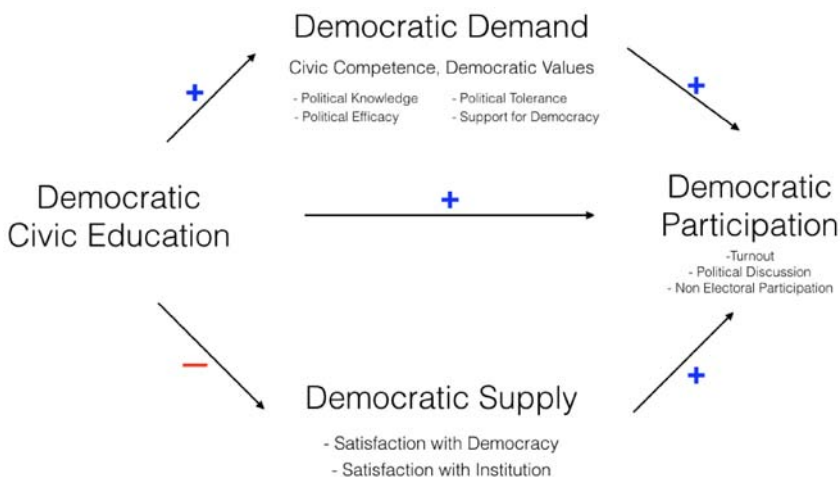 Democratic Demand
Civic Competence, Democratic Values
- Political Knowledge
- Political Efficacy
- Political Tolerance
- Support for Democracy
+
+
Democratic
Civic Education
+
Democratic
Participation
-Turnout
- Political Discussion
- Non Electoral Participation
—
+
Democratic Supply
- Satisfaction with Democracy
- Satisfaction with Institution